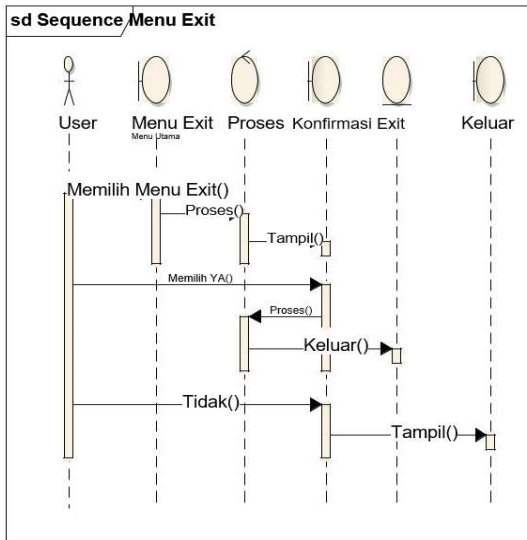 sd Sequence Menu Exit
User
Menu Exit
Proses
Konfirmasi Exit
Keluar
Menu Utama
Memilih Menu Exit()
Proses()
Tampil()
Memilih YA()
Proses()
Keluar()
Tidak()
Tampil()